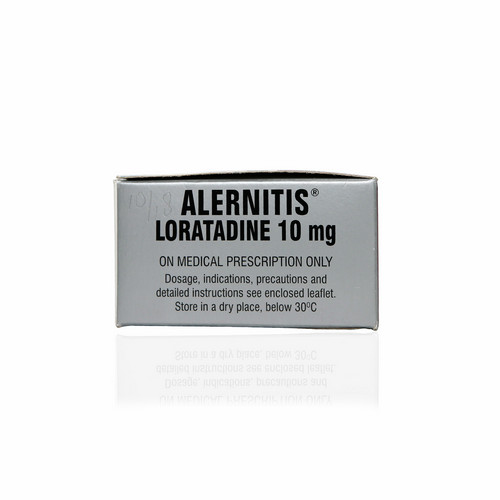 ALERNITIS®
LORATADINE 10 mg
ON MEDICAL PRESCRIPTION ONLY
Dosage, indications, precautions and
detailed instructions see enclosed leaflet.
Store in a dry place, below 30ºC